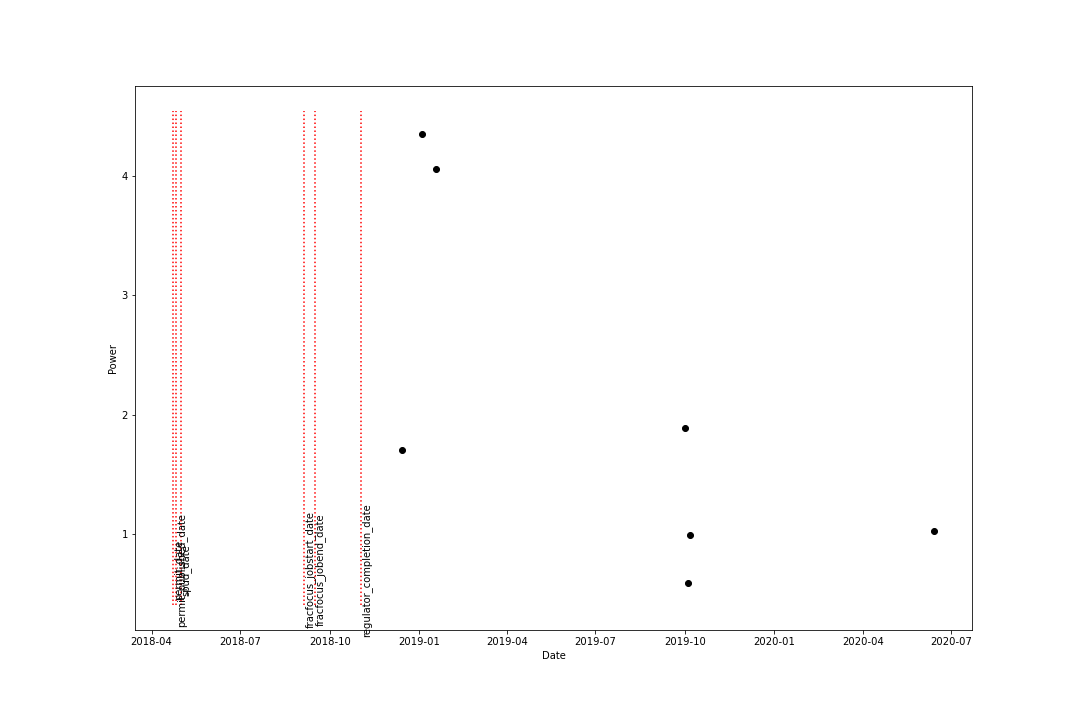 4
3
2
1
Power
spud_date
fracfocus_jobstart_date
fracfocus_jobend_date
regulator_completion_date
2018-04
2018-07
2018-10
2019-01
2019-04
2019-07
2019-10
2020-01
2020-04
2020-07
Date